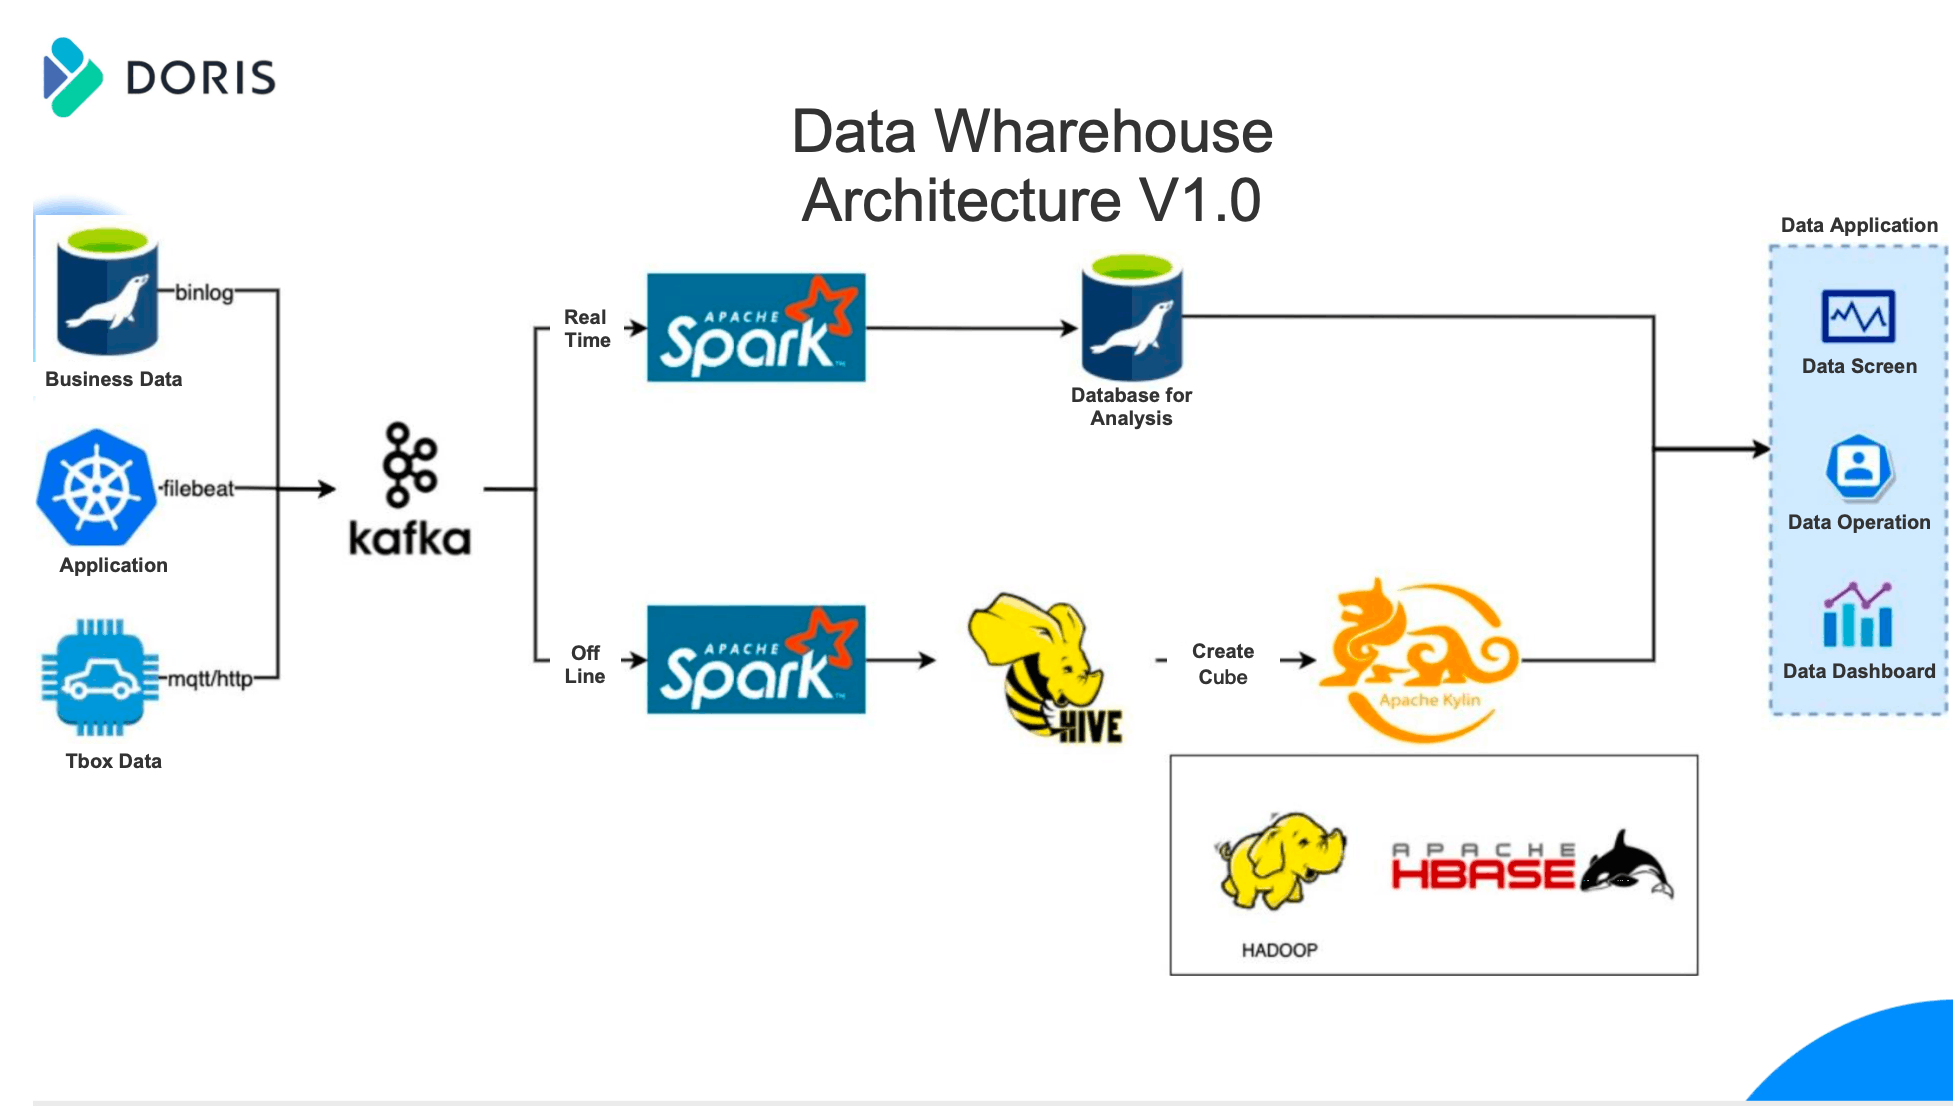 DORIS
Data Wharehouse
Architecture V1.0
Data Application
binlog
Business Data
Real
Time
APACHE
Spark™
Database for
Analysis
Data Screen
filebeat
Application
kafka
Data Operation
mqtt/http
Tbox Data
Off
Line
APACHE
Spark™
HIVE
Create
Cube
Apache Kylin
Data Dashboard
HADOOP
APACHE
HBASE